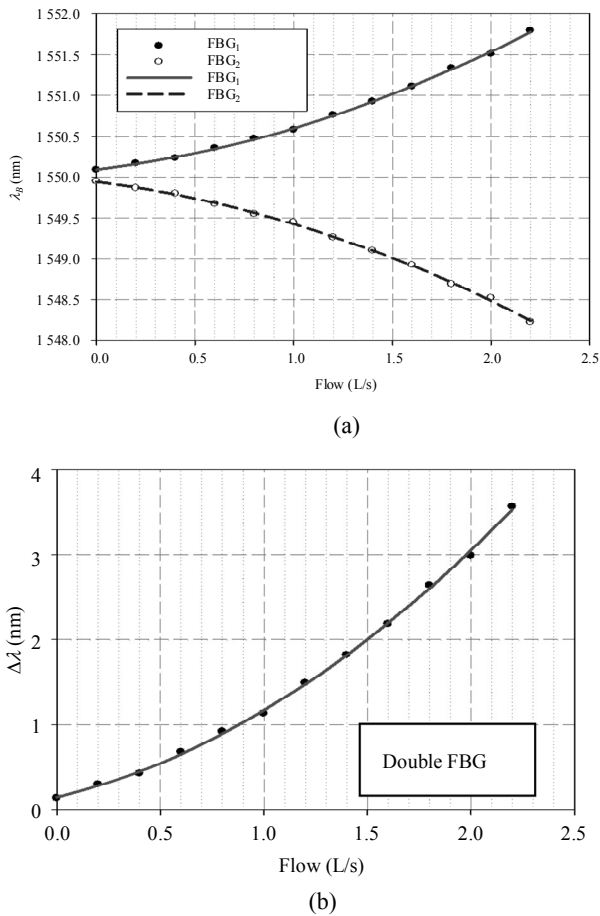 1 552.0
1 551.5
1 551.0
1 550.5
1 550.0
1 549.5
1 549.0
1 548.5
1 548.0
λB (nm)
FBG1
FBG2
FBG1
FBG2
0.0 0.5 1.0 1.5 2.0 2.5
Flow (L/s)
(a)
4
3
2
1
0
Δλ (nm)
Double FBG
0.0 0.5 1.0 1.5 2.0 2.5
Flow (L/s)
(b)